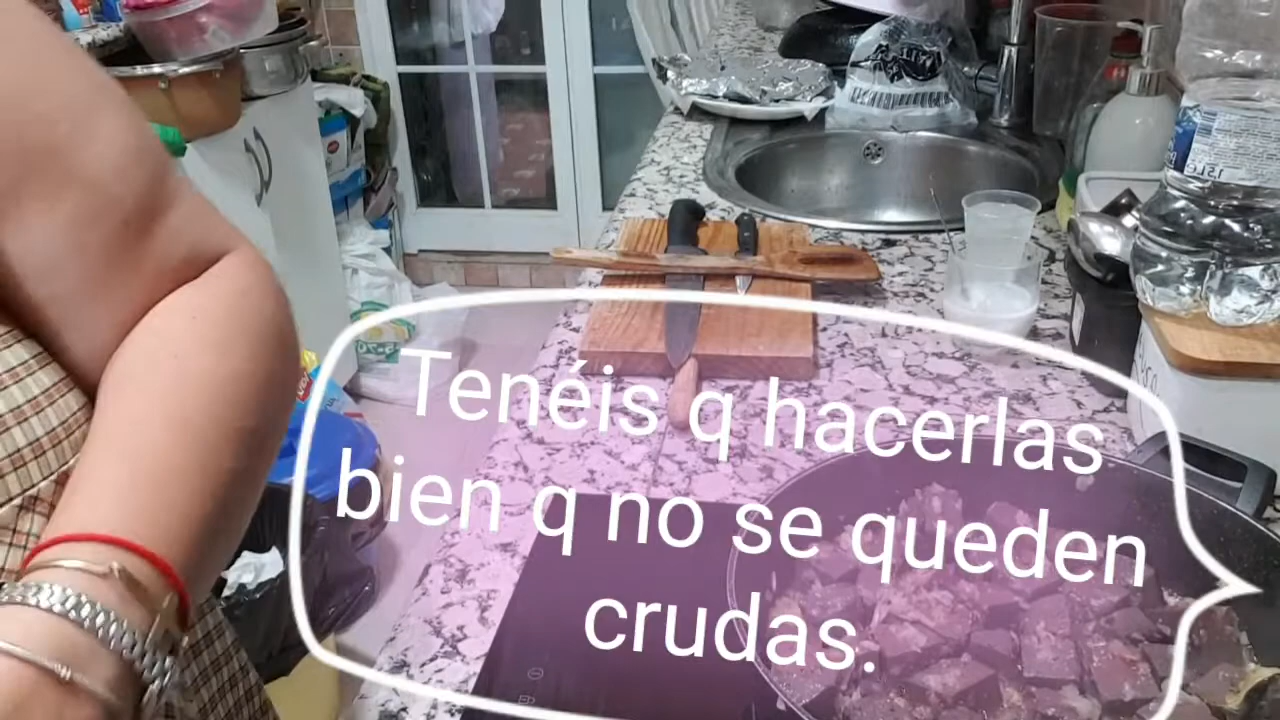 Tenéis q hacerlas
bien q no se queden
crudas.